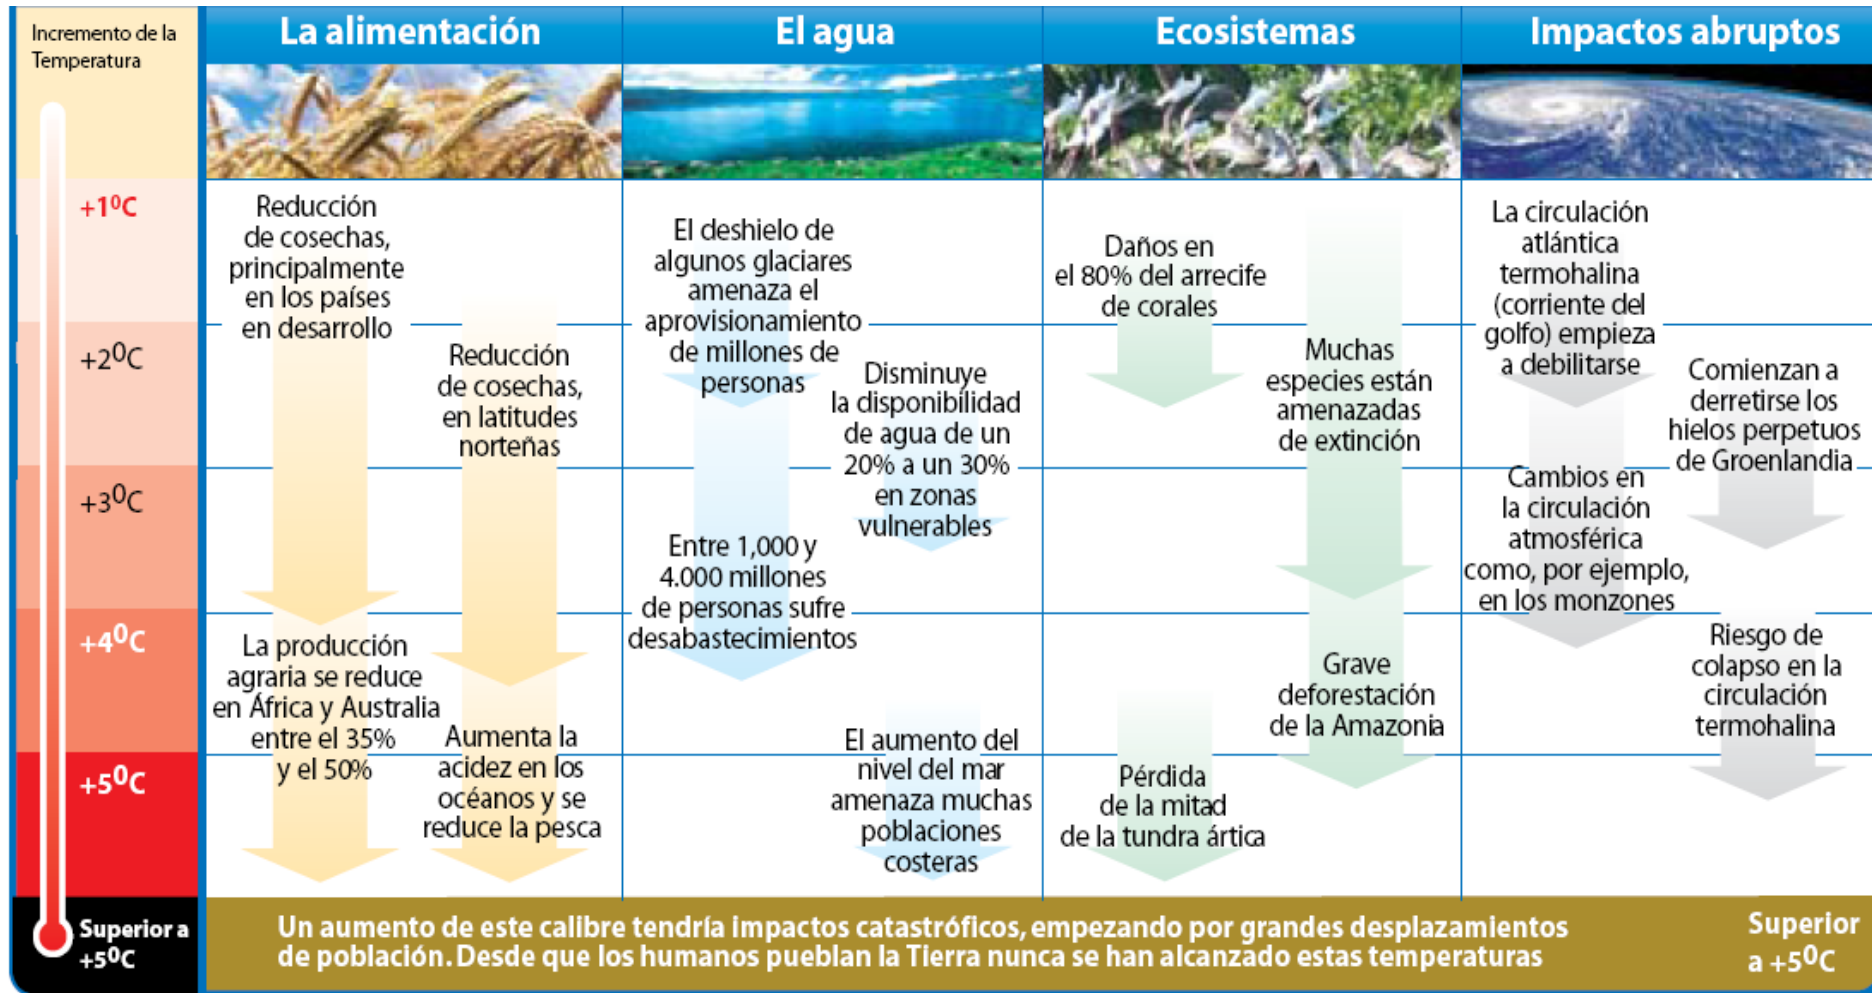 Incremento de la
Temperatura
La alimentación
El agua
Ecosistemas
Impactos abruptos
+1⁰C
+2⁰C
+3⁰C
+4⁰C
+5⁰C
Superior a
+5⁰C
Reducción
de cosechas,
principalmente
en los países
en desarrollo
Reducción
de cosechas,
en latitudes
norteñas
La producción
agraria se reduce
en África y Australia
entre el 35%
y el 50%
Aumenta la
acidez en los
océanos y se
reduce la pesca
El deshielo de
algunos glaciares
amenaza el
aprovisionamiento
de millones de
personas
Disminuye
la disponibilidad
de agua de un
20% a un 30%
en zonas
vulnerables
Entre 1,000 y
4.000 millones
de personas sufre
desabastecimientos
El aumento del
nivel del mar
amenaza muchas
poblaciones
costeras
Daños en
el 80% del arrecife
de corales
Muchas
especies están
amenazadas
de extinción
Grave
deforestación
de la Amazonia
Pérdida
de la mitad
de la tundra ártica
La circulación
atlántica
termohalina
(corriente del
golfo) empieza
a debilitarse
Comienzan a
derretirse los
hielos perpetuos
de Groenlandia
Cambios en
la circulación
atmosférica
como, por ejemplo,
en los monzones
Riesgo de
colapso en la
circulación
termohalina
Un aumento de este calibre tendría impactos catastróficos, empezando por grandes desplazamientos
de población. Desde que los humanos pueblan la Tierra nunca se han alcanzado estas temperaturas
Superior
a +5⁰C